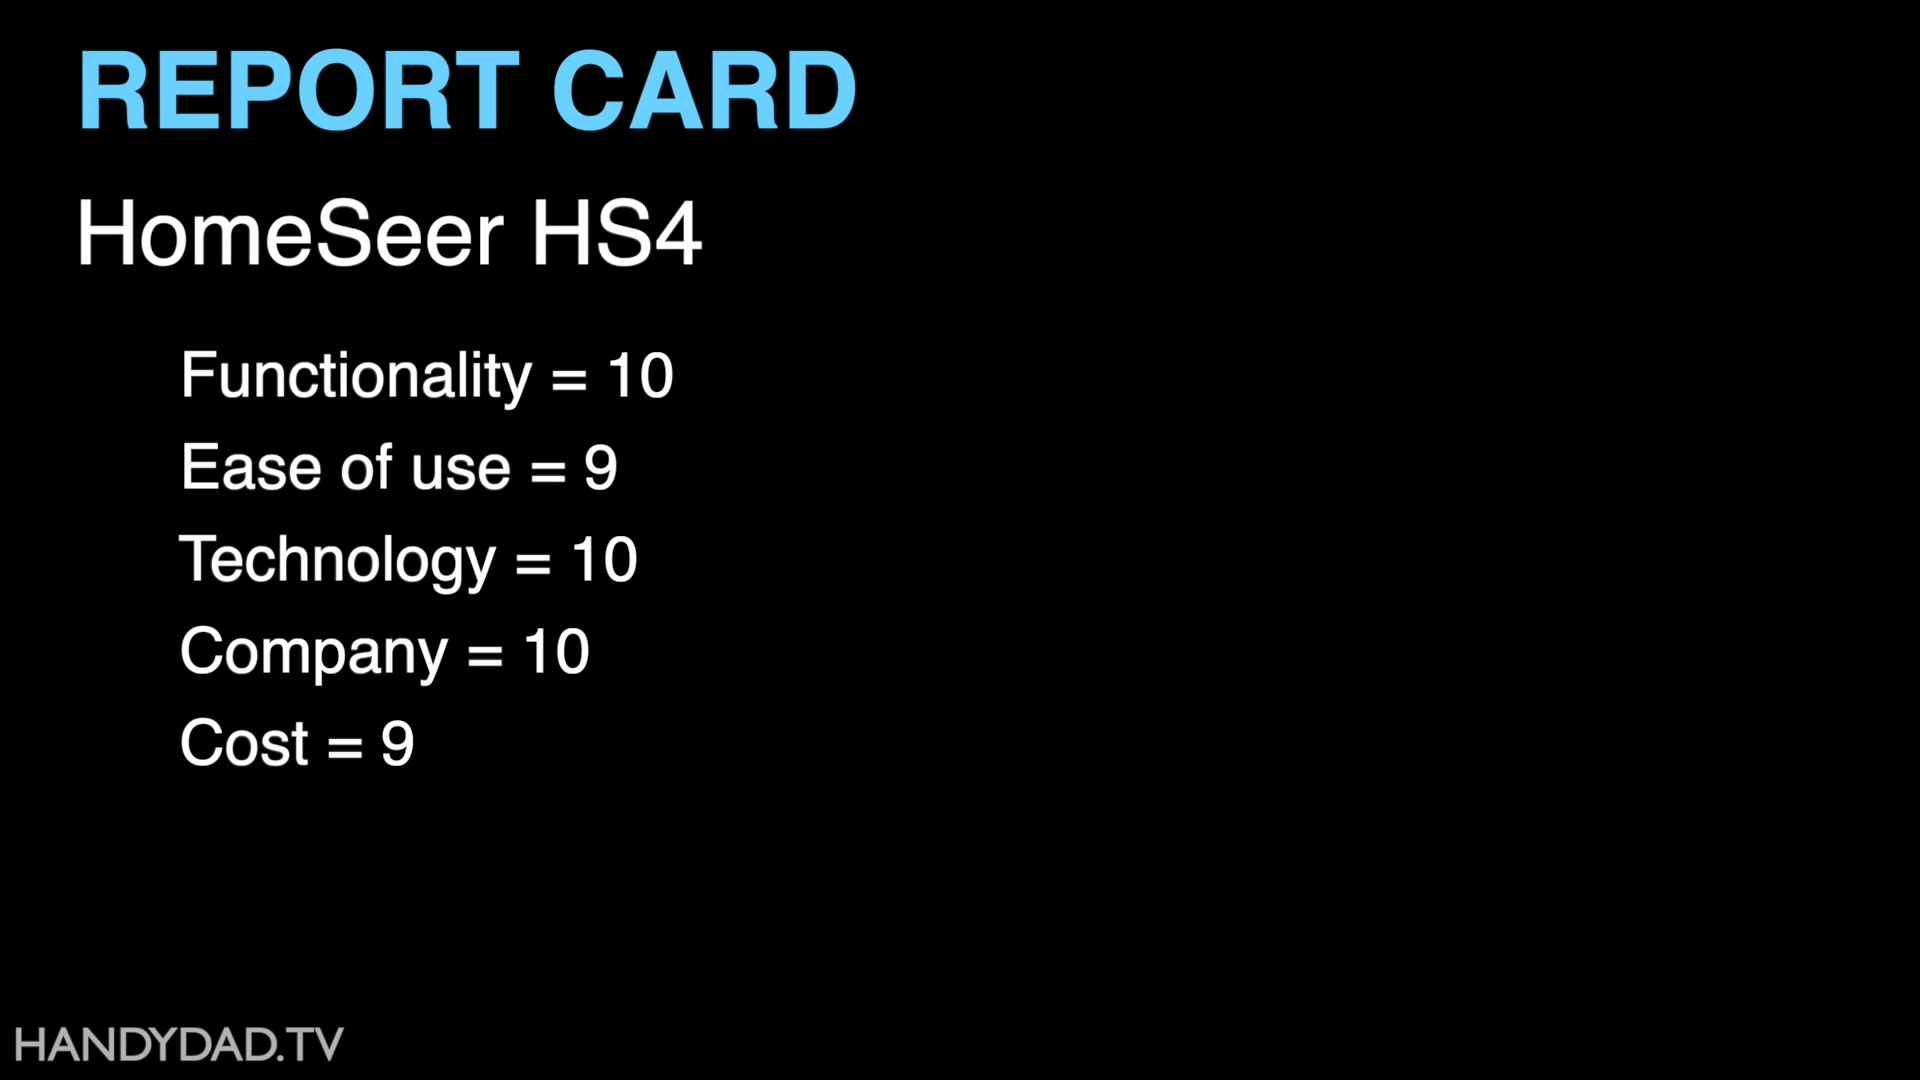 REPORT CARD
HomeSeer HS4
Functionality = 10
Ease of use = 9
Technology = 10
Company = 10
Cost = 9
HANDYDAD.TV